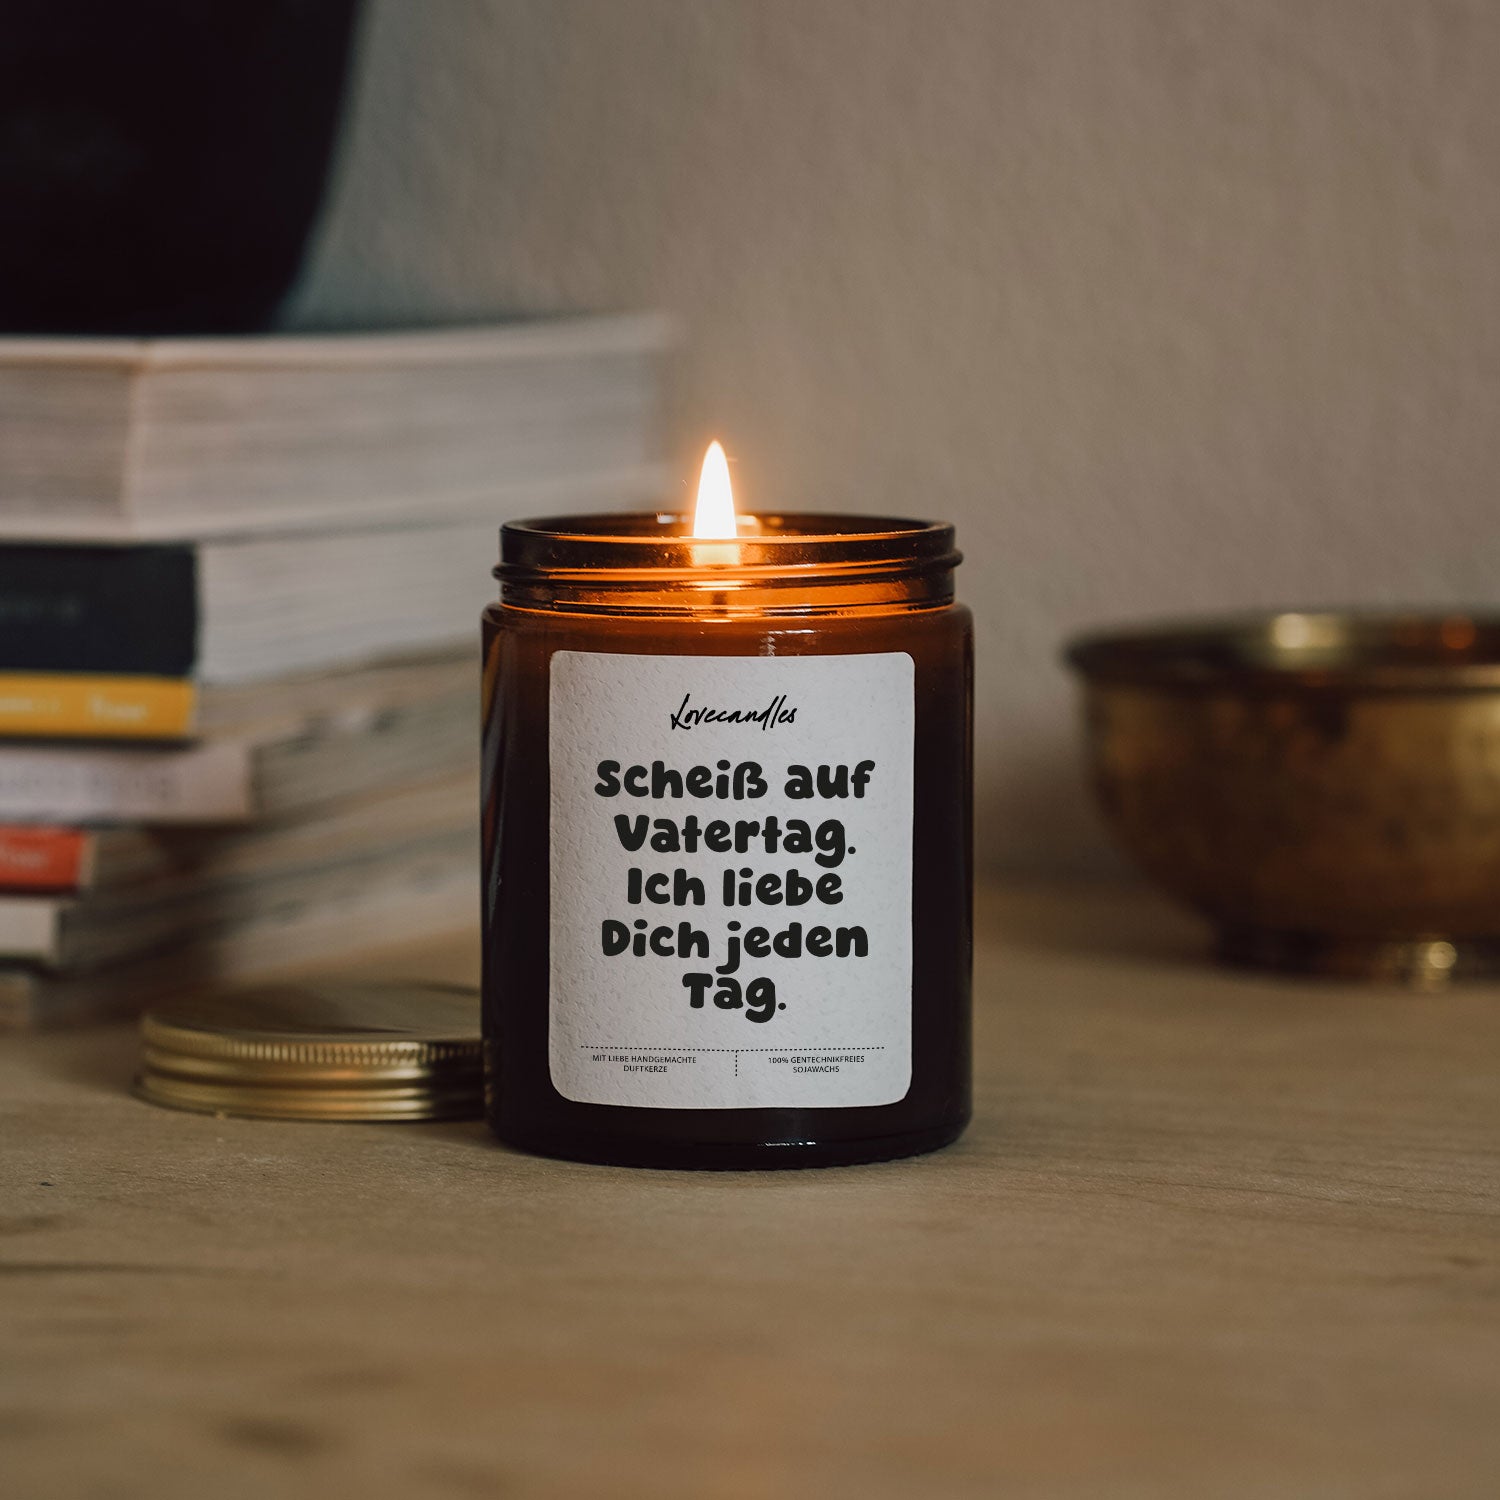 Lovecandles
Scheiß auf
Vatertag.
Ich liebe
Dich jeden
Tag.
MIT LIEBE HANDGEMACHTE
DUFTKERZE
100% GENTECHNIKFREIES
SOJAWACHS